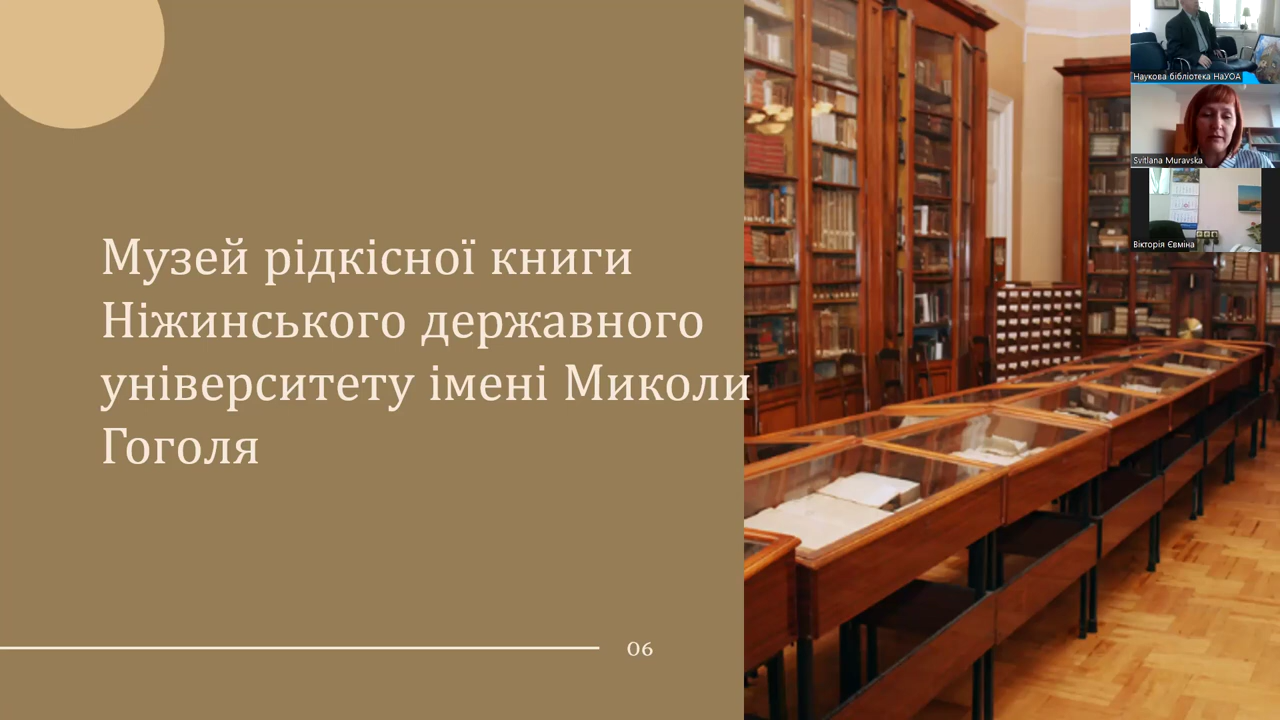 Музей рідкісної книги
Ніжинського державного
університету імені Миколи
Гоголя
06
Наукова бібліотека НаУОА
Svitlana Muravska
Вікторія Євміна